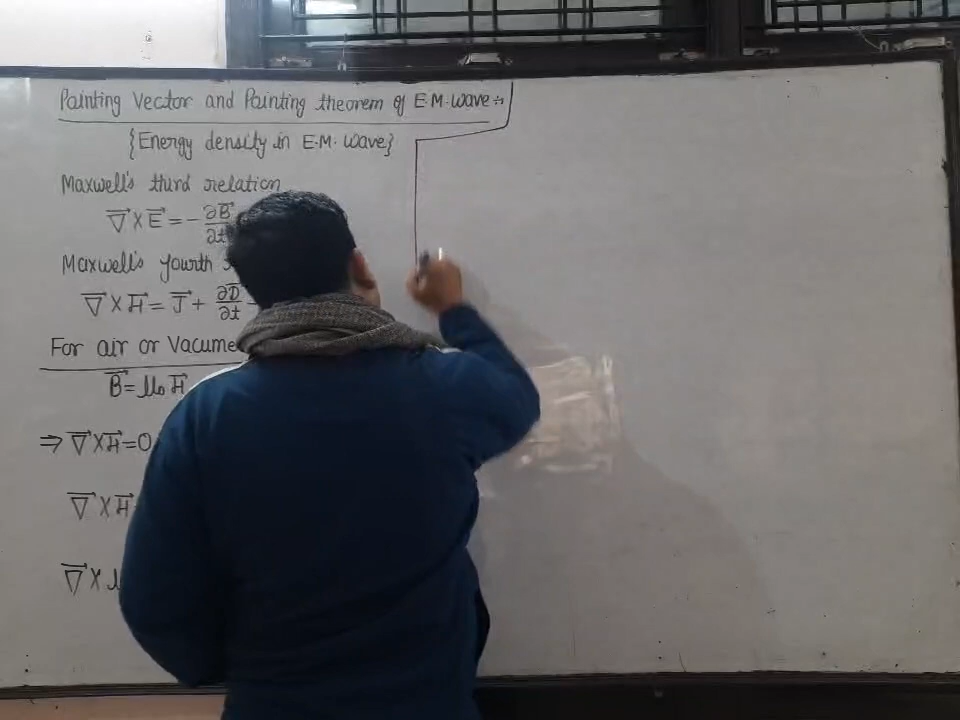 Painting Vector and Painting theorem of E.M. Wave :-
{Energy density in E.M. Wave}
Maxwell's third relation
∇⃗ X E⃗ = - ∂B⃗/∂t
Maxwell's fourth
∇⃗ X H⃗ = J⃗ + ∂D⃗/∂t
For air or Vacume
B⃗ = μ₀ H⃗
⇒ ∇⃗ X H⃗ = 0
∇⃗ X H⃗
∇⃗ X